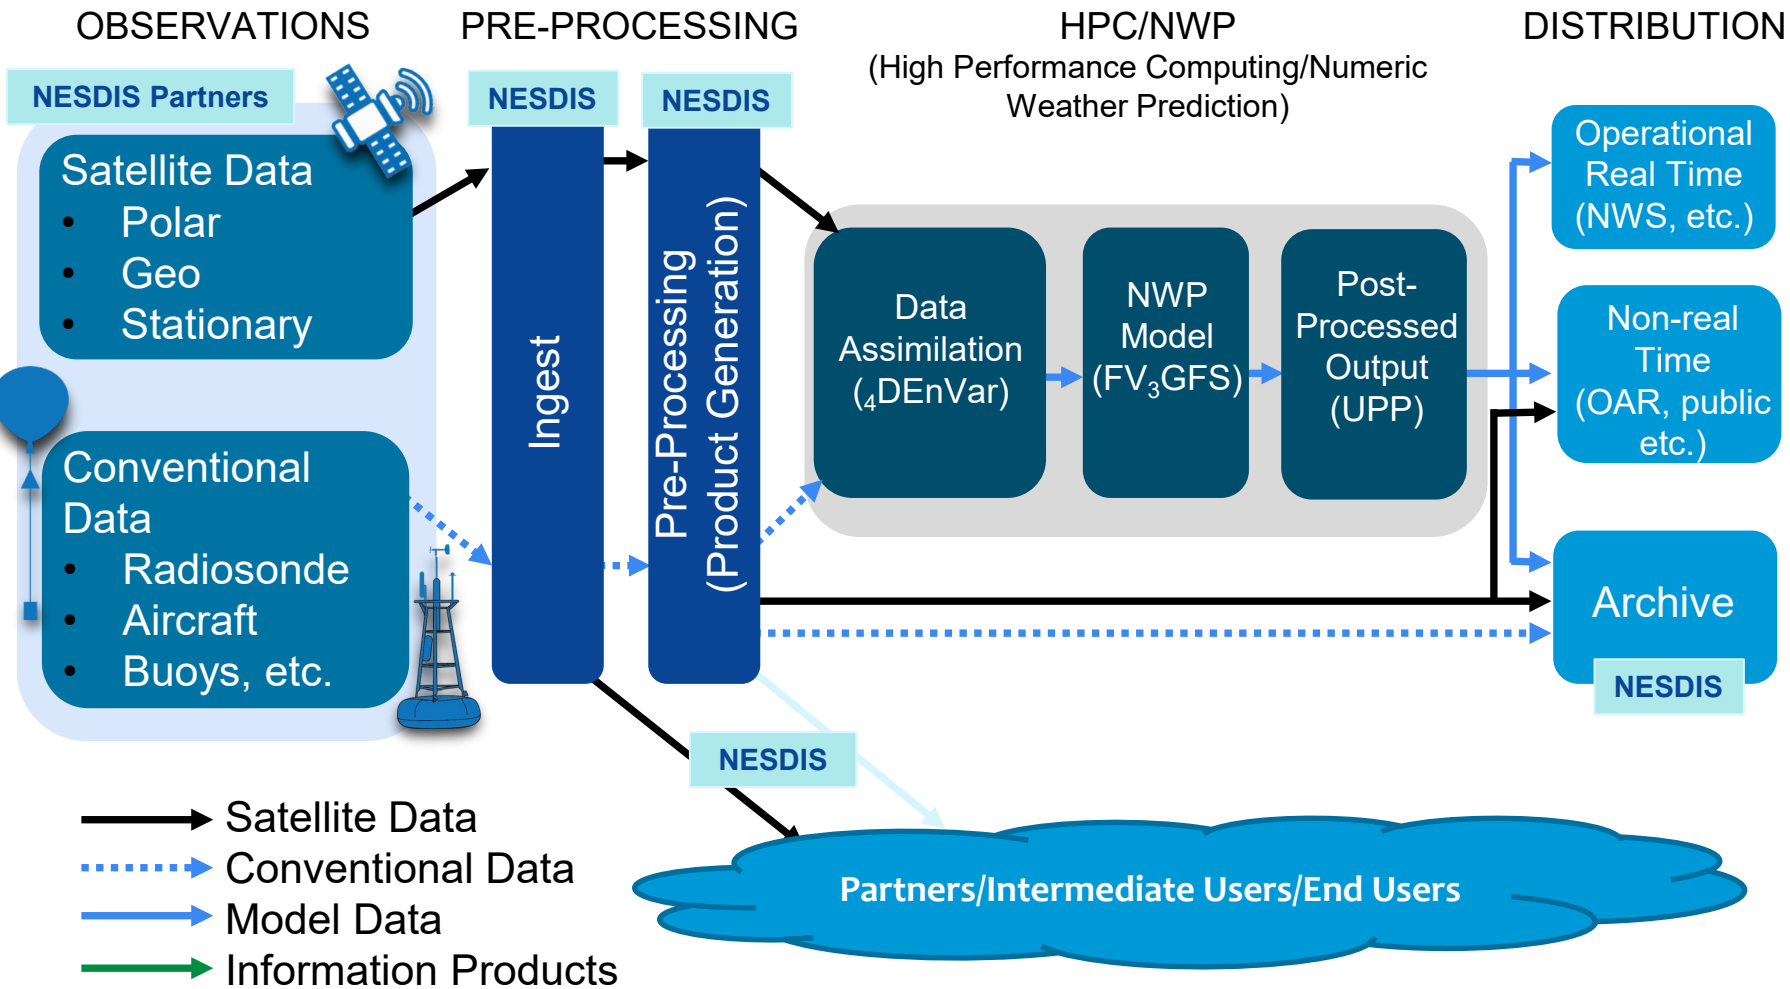 OBSERVATIONS
PRE-PROCESSING
HPC/NWP
(High Performance Computing/Numeric
Weather Prediction)
DISTRIBUTION
NESDIS Partners
NESDIS
NESDIS
Satellite Data
• Polar
• Geo
• Stationary
Conventional
Data
• Radiosonde
• Aircraft
• Buoys, etc.
Ingest
Pre-Processing
(Product Generation)
Data
Assimilation
(4DEnVar)
NWP
Model
(FV3GFS)
Post-
Processed
Output
(UPP)
Operational
Real Time
(NWS, etc.)
Non-real
Time
(OAR, public
etc.)
Archive
NESDIS
NESDIS
Partners/Intermediate Users/End Users
Satellite Data
Conventional Data
Model Data
Information Products